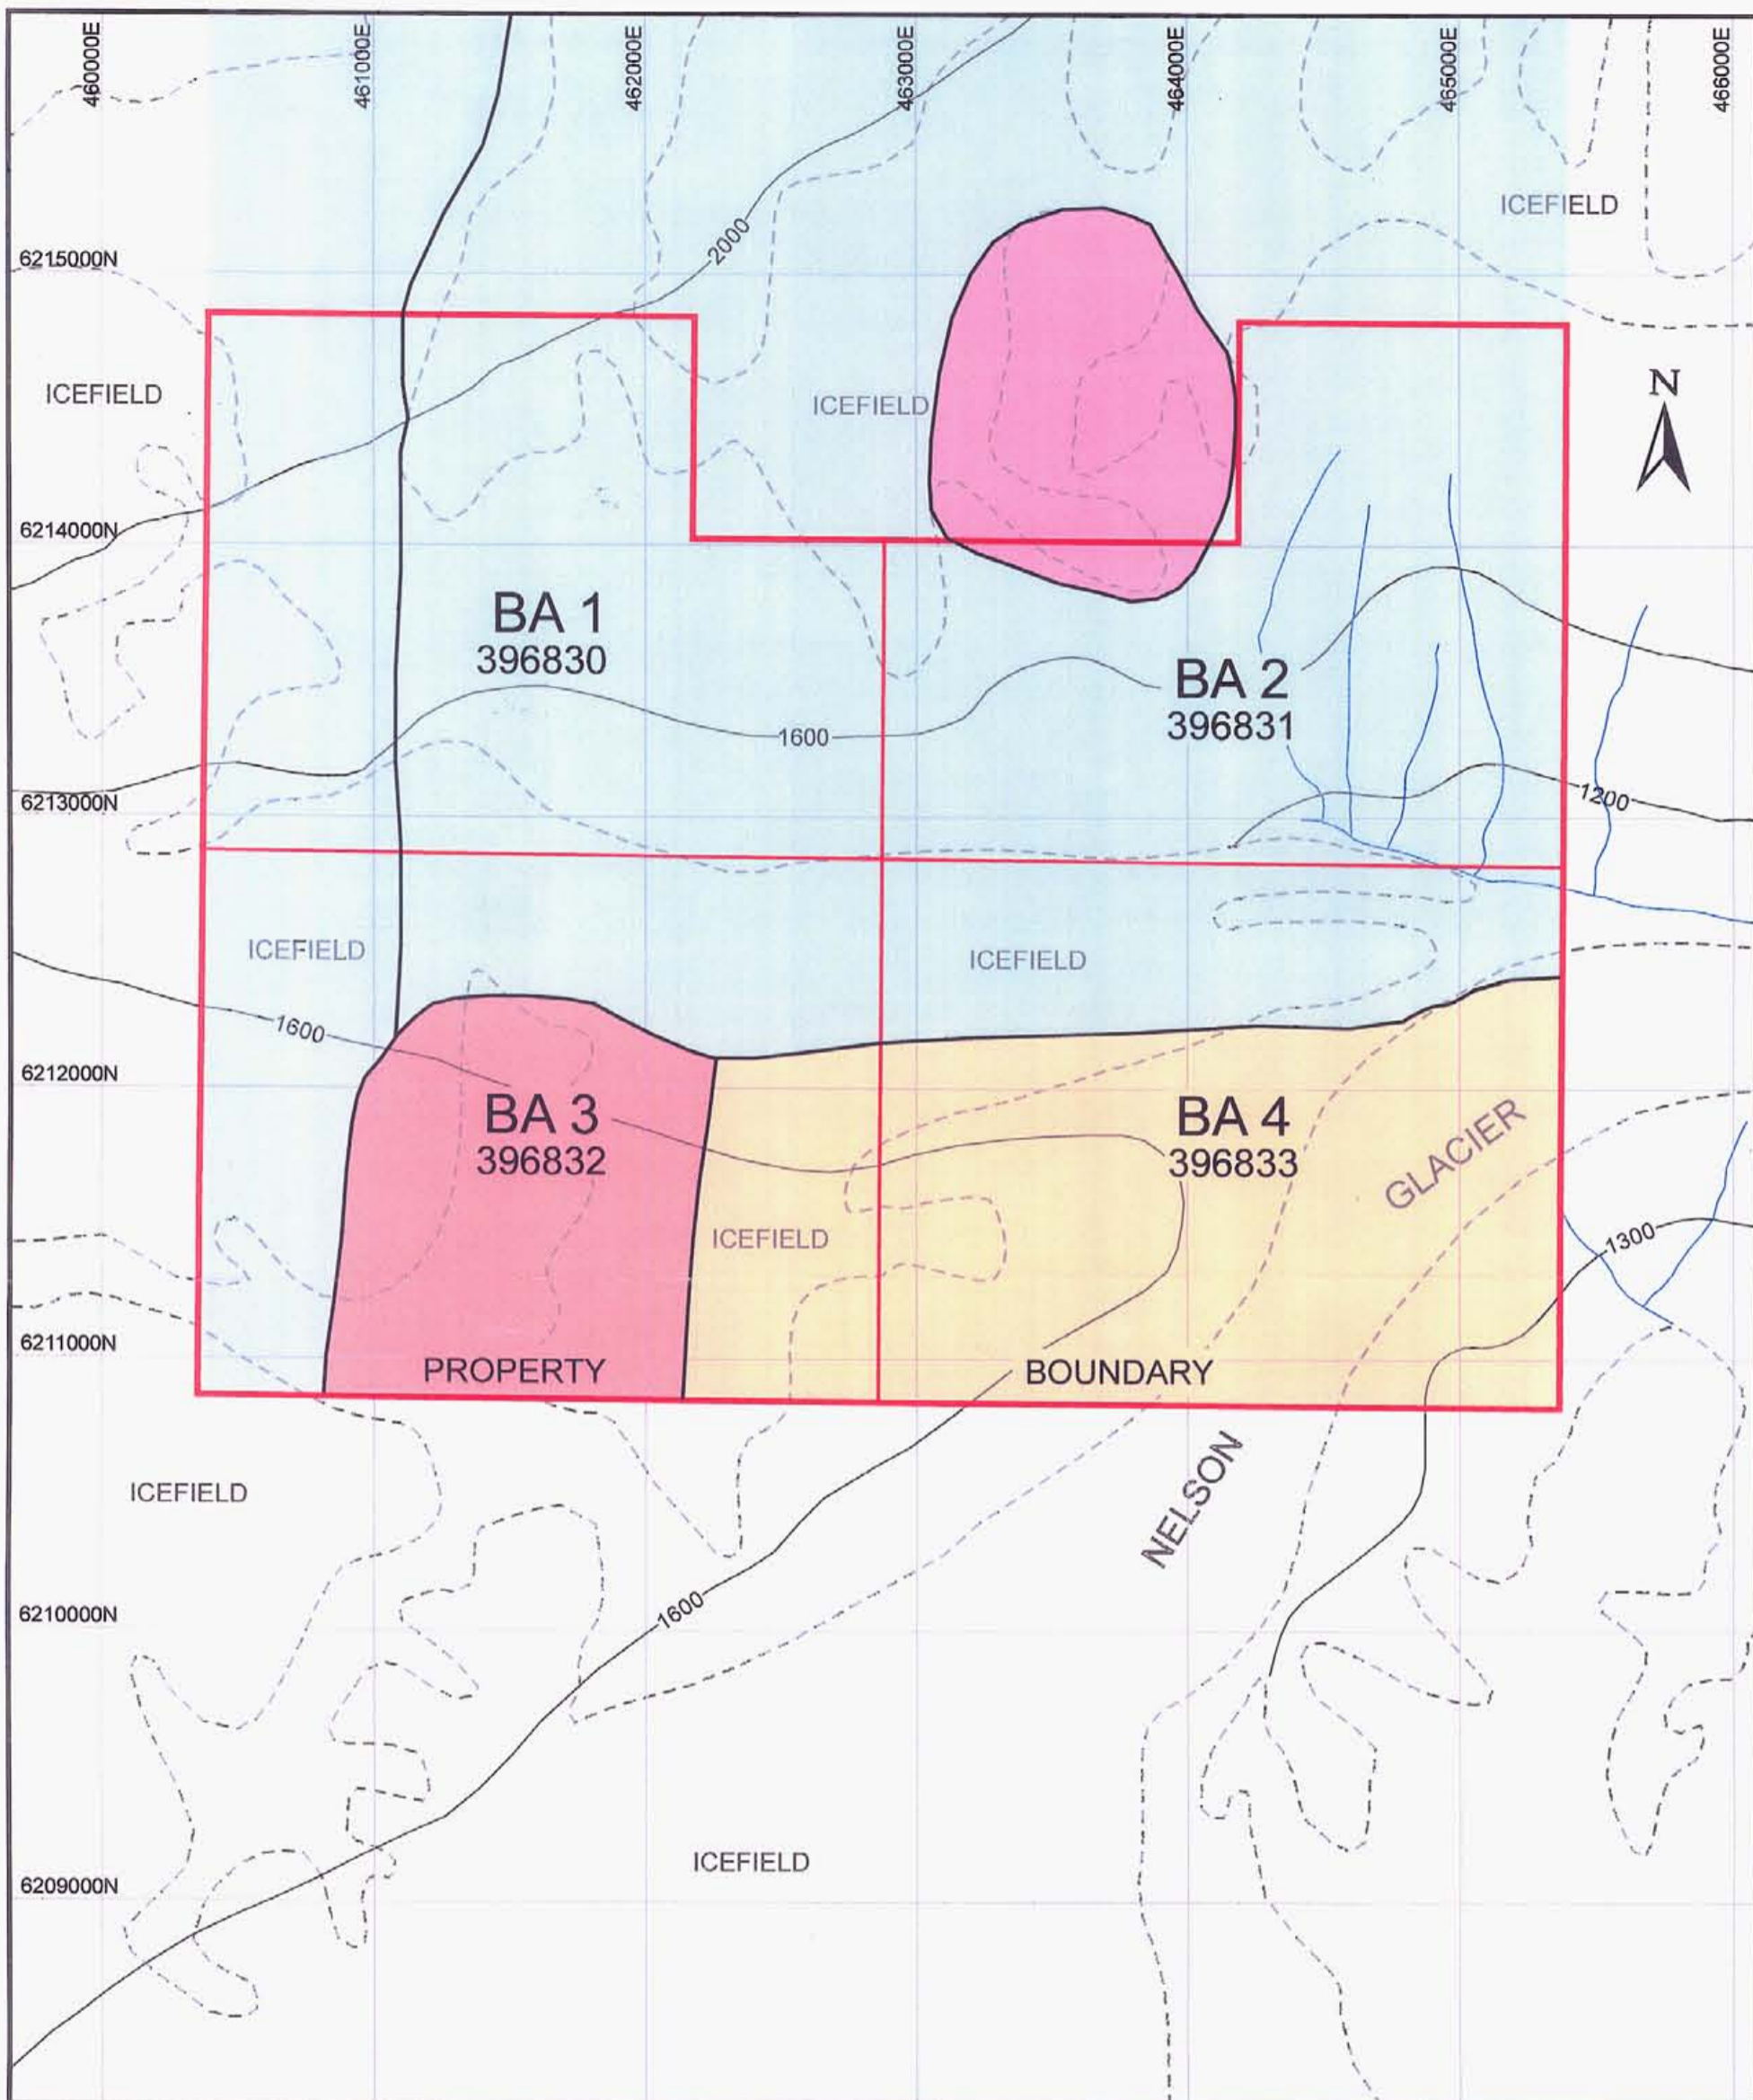 460000E
461000E
462000E
463000E
464000E
465000E
466000E
ICEFIELD
2000
6215000N
N
ICEFIELD
ICEFIELD
6214000N
BA 1
396830
BA 2
396831
1600
1200
6213000N
ICEFIELD
ICEFIELD
1600
6212000N
BA 3
396832
BA 4
396833
GLACIER
ICEFIELD
1300
6211000N
PROPERTY
BOUNDARY
ICEFIELD
NELSON
1600
6210000N
ICEFIELD
6209000N